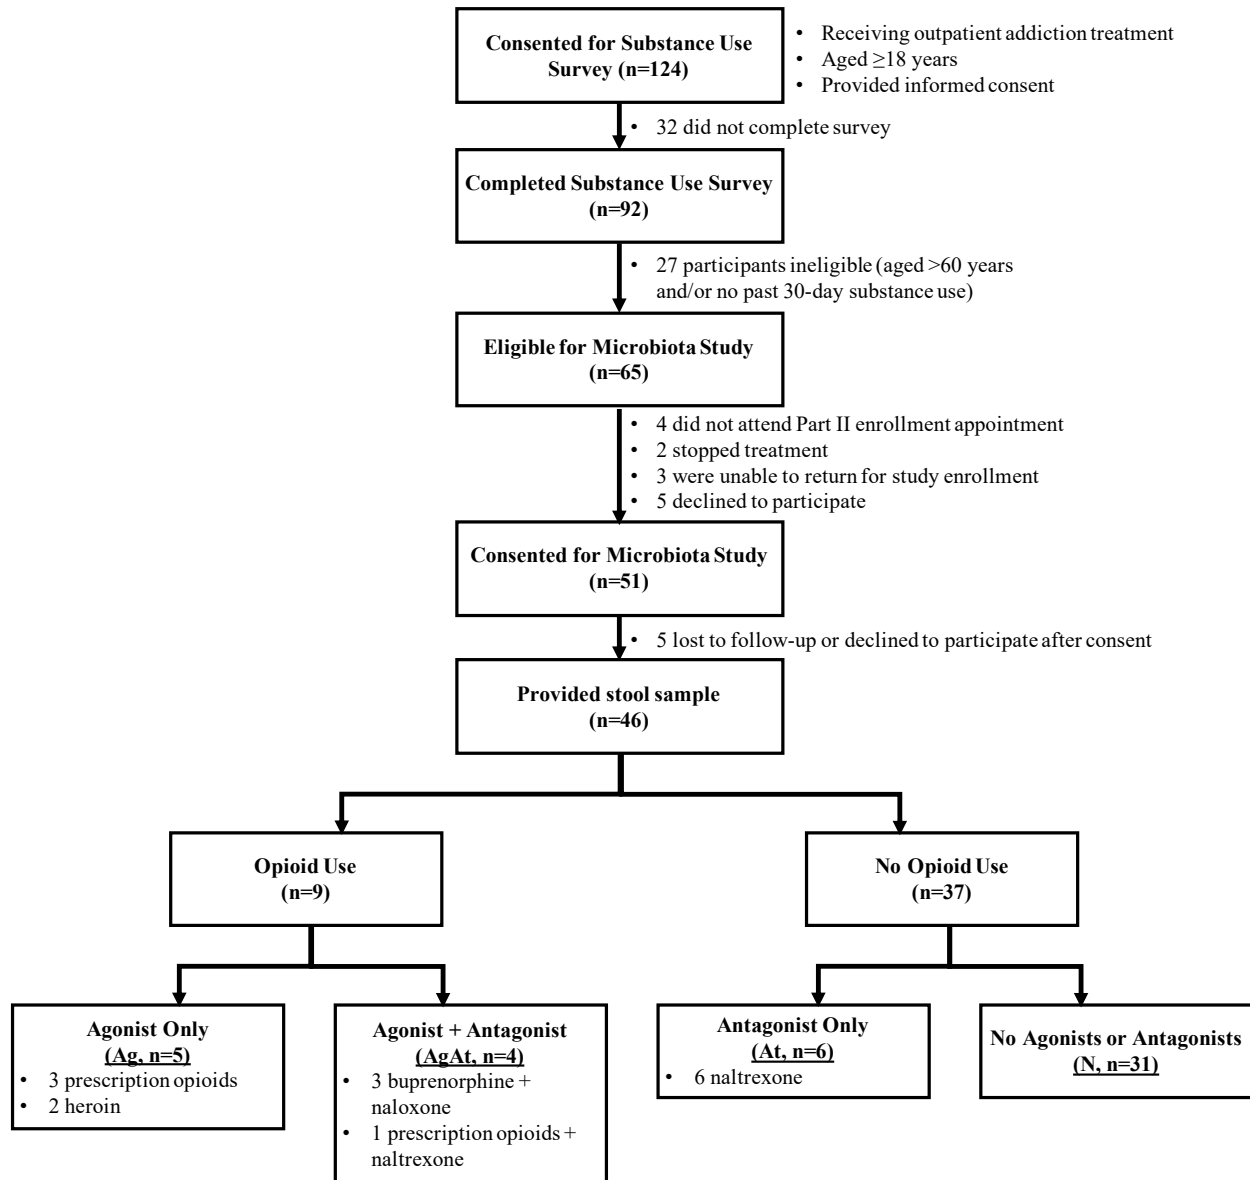 Consented for Substance Use
Survey (n=124)
• Receiving outpatient addiction treatment
• Aged ≥18 years
• Provided informed consent
• 32 did not complete survey
Completed Substance Use Survey
(n=92)
• 27 participants ineligible (aged >60 years
and/or no past 30-day substance use)
Eligible for Microbiota Study
(n=65)
• 4 did not attend Part II enrollment appointment
• 2 stopped treatment
• 3 were unable to return for study enrollment
• 5 declined to participate
Consented for Microbiota Study
(n=51)
• 5 lost to follow-up or declined to participate after consent
Provided stool sample
(n=46)
Opioid Use
(n=9)
No Opioid Use
(n=37)
Agonist Only
(Ag, n=5)
• 3 prescription opioids
• 2 heroin
Agonist + Antagonist
(AgAt, n=4)
• 3 buprenorphine +
naloxone
• 1 prescription opioids +
naltrexone
Antagonist Only
(At, n=6)
• 6 naltrexone
No Agonists or Antagonists
(N, n=31)